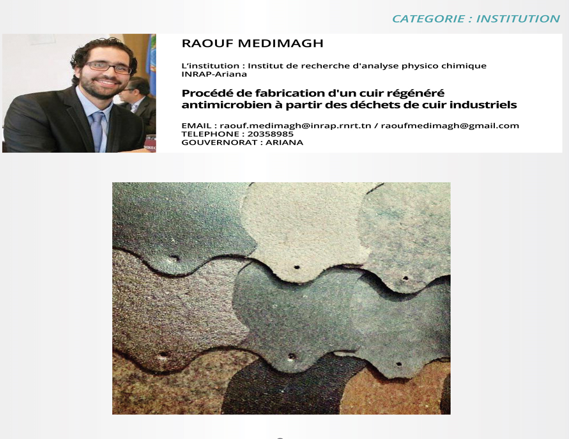 CATEGORIE : INSTITUTION
RAOUF MEDIMAGH
L'institution : Institut de recherche d'analyse physico chimique
INRAP-Ariana
Procédé de fabrication d'un cuir régénéré
antimicrobien à partir des déchets de cuir industriels
EMAIL : raouf.medimagh@inrap.rnrt.tn / raoufmedimagh@gmail.com
TELEPHONE : 20358985
GOUVERNORAT : ARIANA